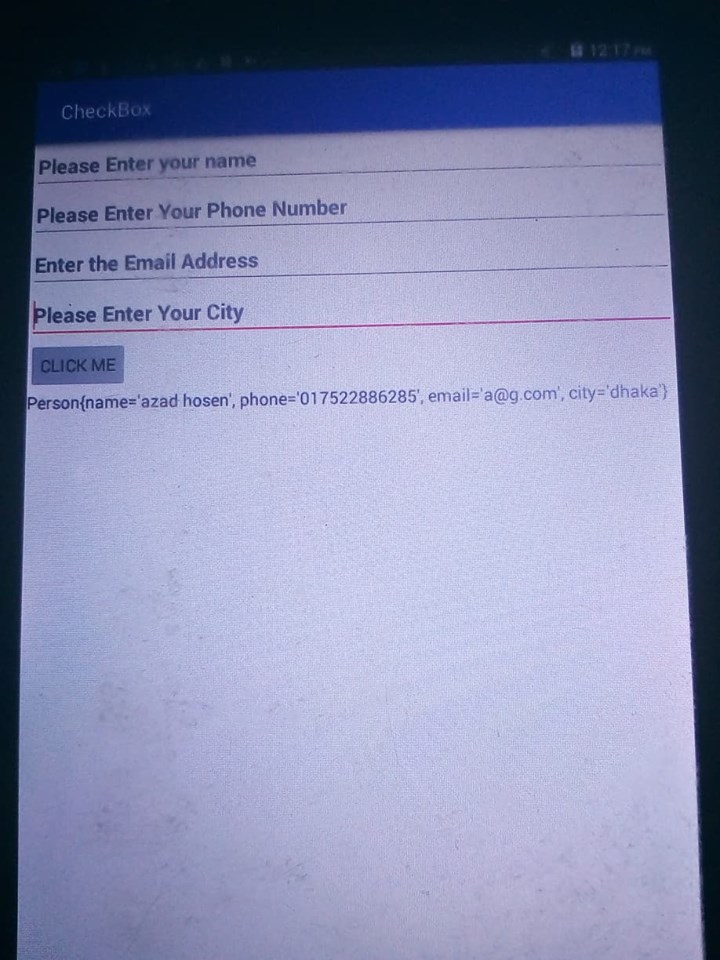 12:17 PM
CheckBox
Please Enter your name
Please Enter Your Phone Number
Enter the Email Address
Please Enter Your City
CLICK ME
Person{name='azad hosen', phone='017522886285', email='a@g.com', city='dhaka'}